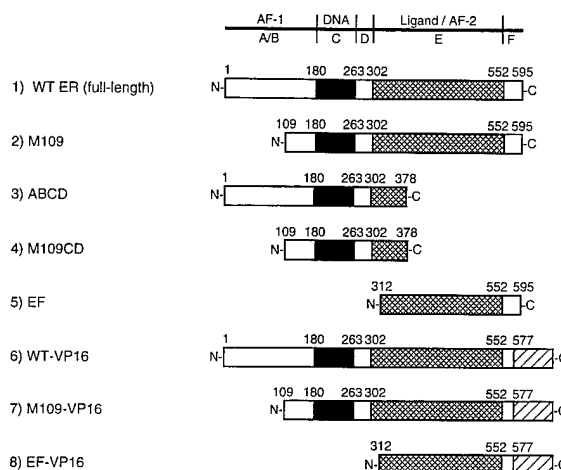 AF-1 DNA Ligand / AF-2
A/B C D E F
1 180 263 302 552 595
1) WT ER (full-length) N- -C
109 180 263 302 552 595
2) M109 N- -C
1 180 263 302 378
3) ABCD N- -C
109 180 263 302 378
4) M109CD N- -C
312 552 595
5) EF N- -C
1 180 263 302 552 577
6) WT-VP16 N- -C
109 180 263 302 552 577
7) M109-VP16 N- -C
312 552 577
8) EF-VP16 N- -C